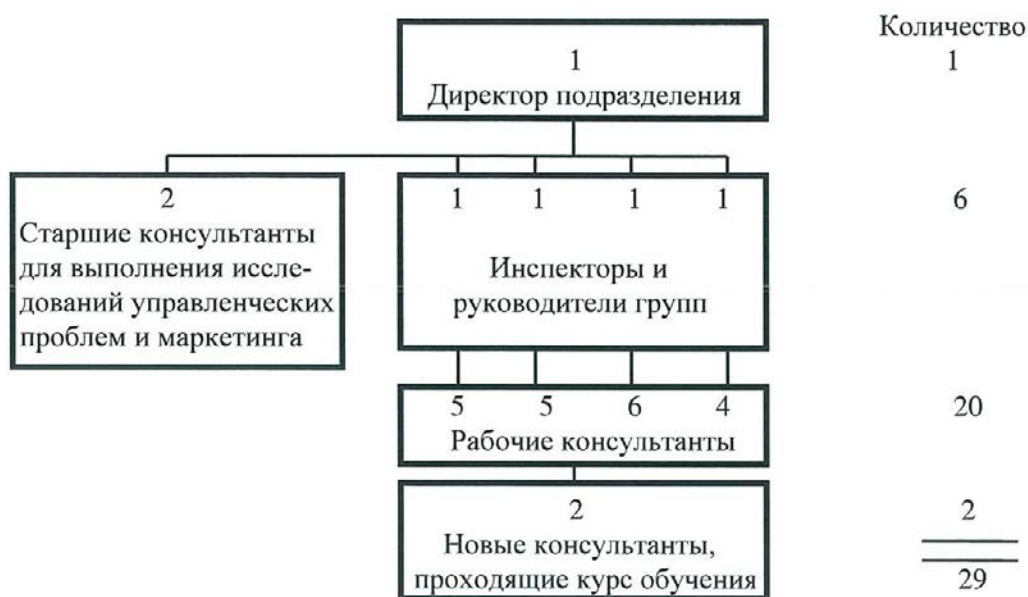 Количество
1
1
Директор подразделения
2
Старшие консультанты
для выполнения иссле-
дований управленческих
проблем и маркетинга
1 1 1 1
Инспекторы и
руководители групп
6
5 5 6 4
Рабочие консультанты
20
2
Новые консультанты,
проходящие курс обучения
2
29